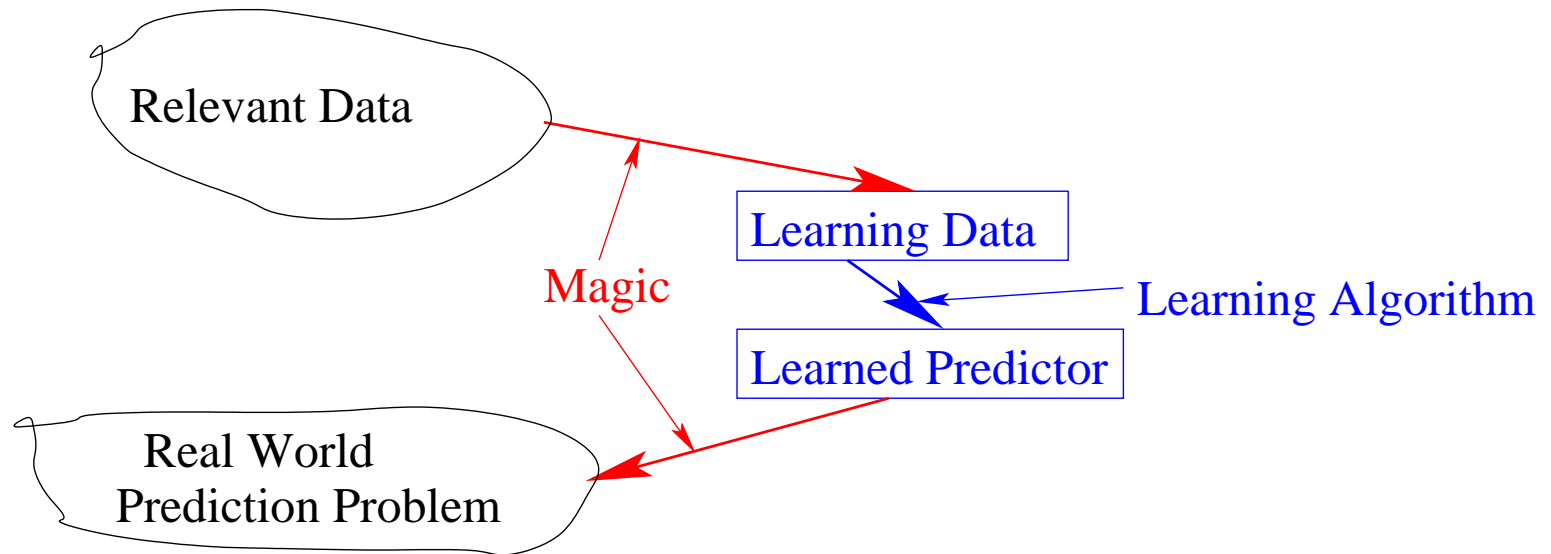 Relevant Data
Learning Data
Magic
Learning Algorithm
Learned Predictor
Real World
Prediction Problem